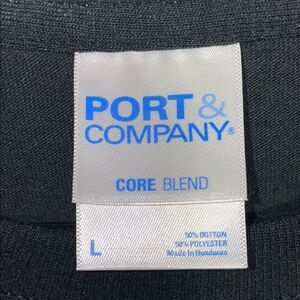 PORT &
COMPANY®
CORE BLEND
L
50% COTTON
50% POLYESTER
Made in Honduras